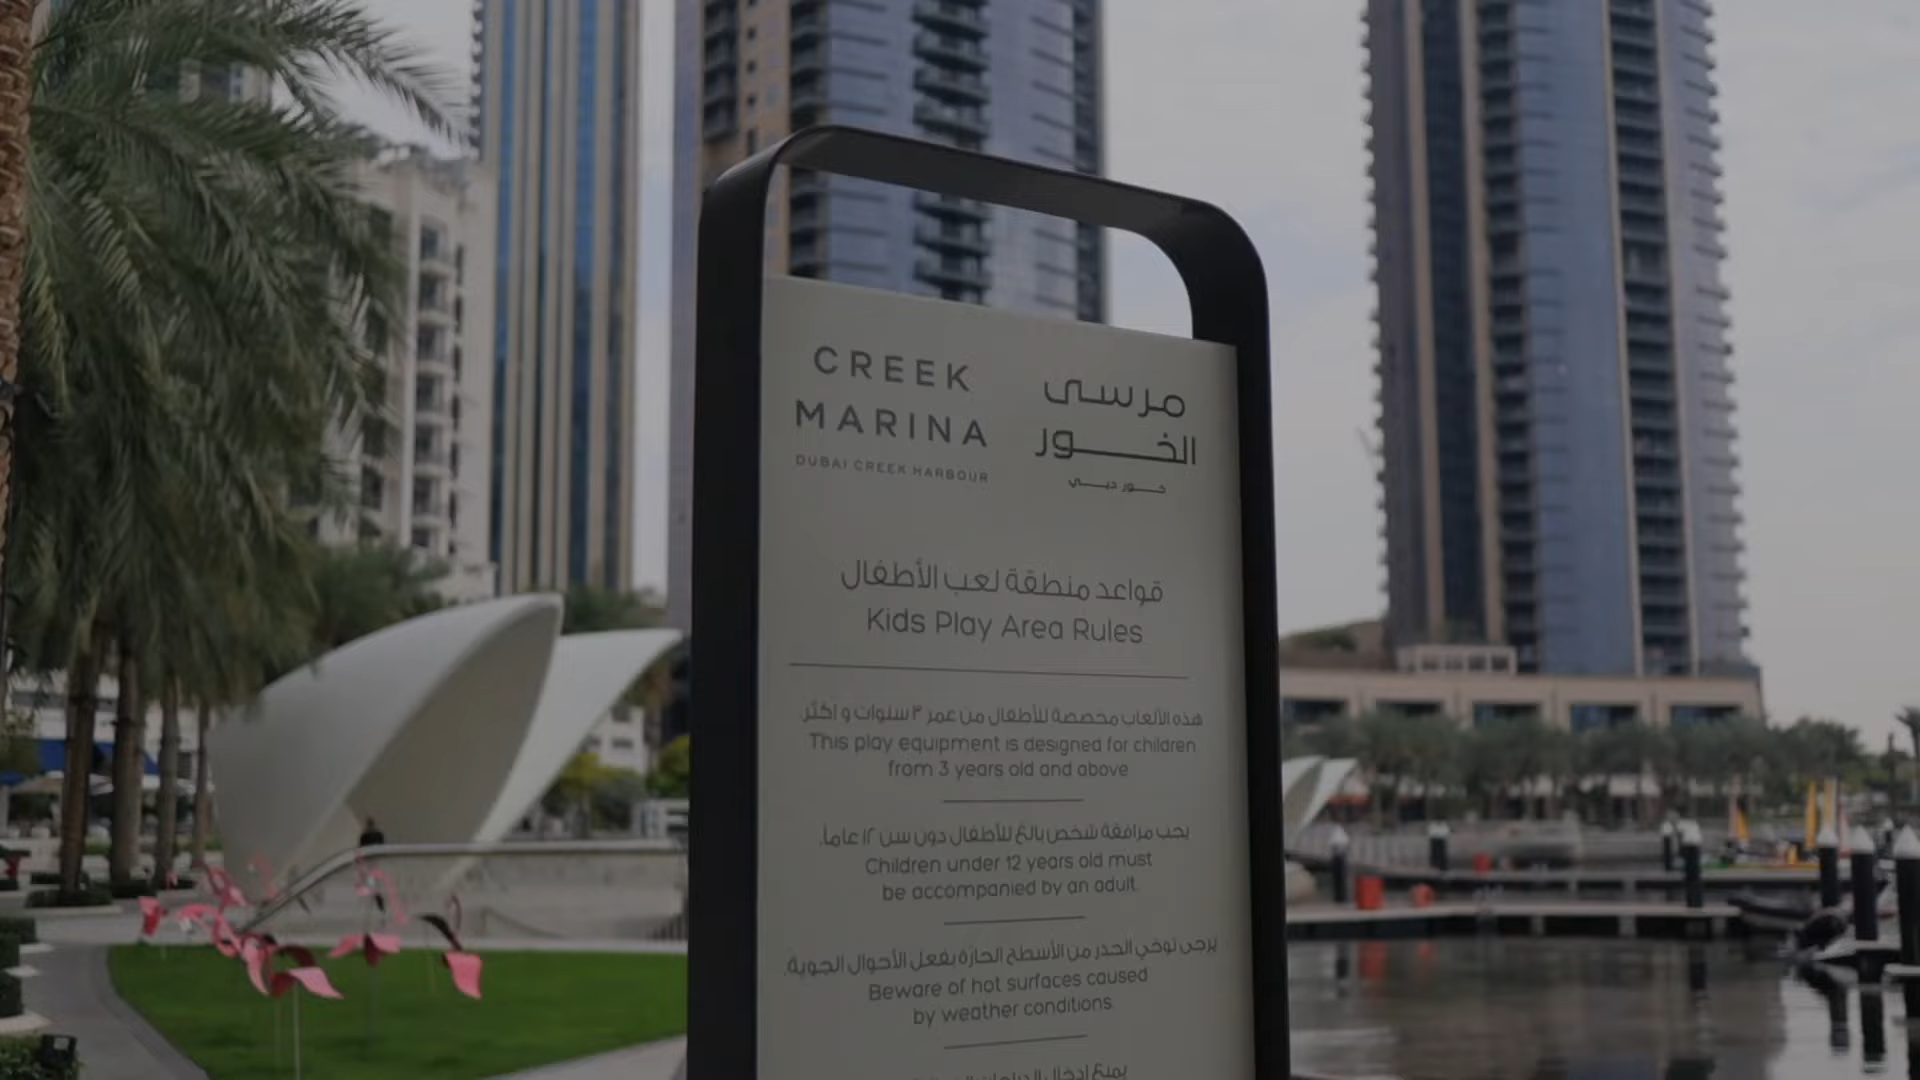 CREEK
MARINA
DUBAI CREEK HARBOUR
مرسى
الخور
خور دبي
قواعد منطقة لعب الأطفال
Kids Play Area Rules
هذه الألعاب مخصصة للأطفال من عمر ٣ سنوات و اكثر.
This play equipment is designed for children
from 3 years old and above
يجب مرافقة شخص بالغ للأطفال دون سن ١٢ عاماً.
Children under 12 years old must
be accompanied by an adult.
يرجى توخي الحذر من الأسطح الحارّة بفعل الأحوال الجوية.
Beware of hot surfaces caused
by weather conditions.
يمنع إدخال